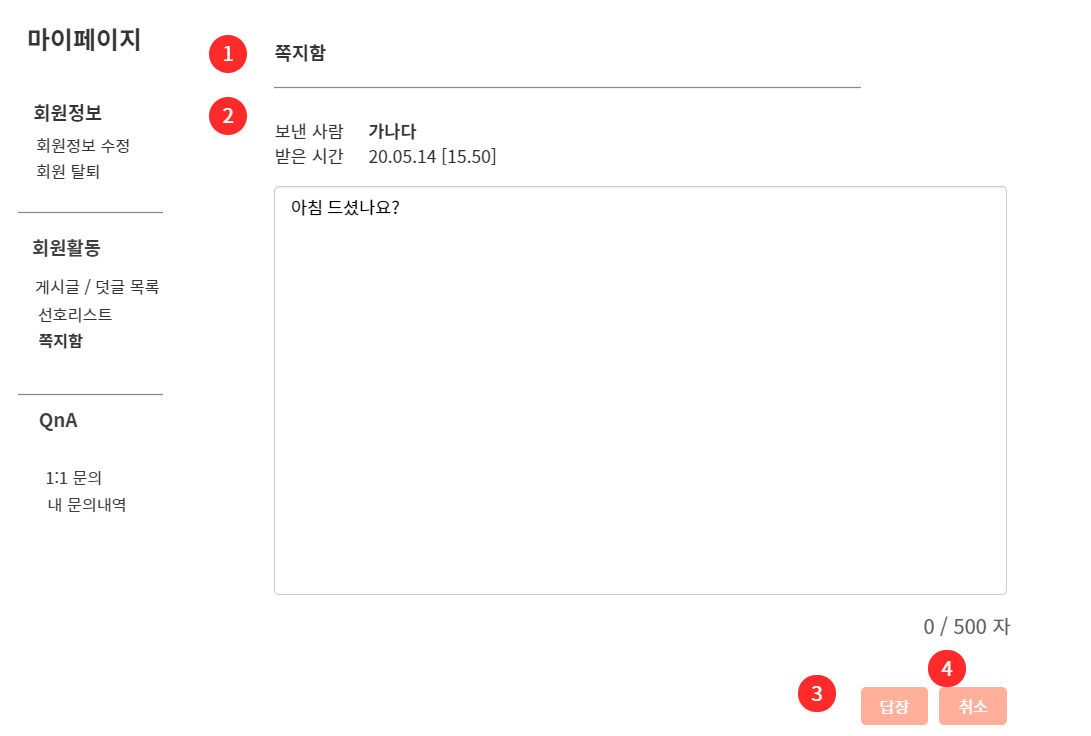 마이페이지
회원정보
회원정보 수정
회원 탈퇴
회원활동
게시글 / 덧글 목록
선호리스트
쪽지함
QnA
1:1 문의
내 문의내역
1
쪽지함
2
보낸 사람 가나다
받은 시간 20.05.14 [15.50]
아침 드셨나요?
0 / 500 자
3
답장
4
취소